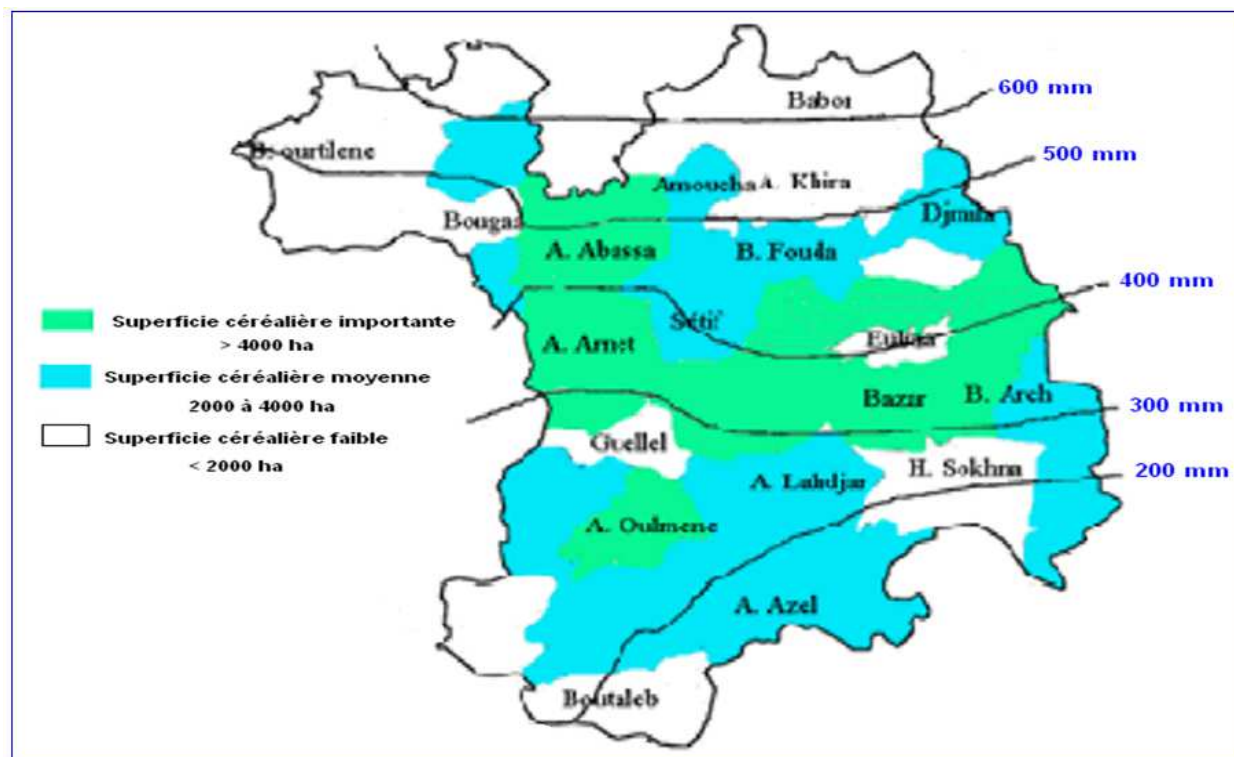 Babor
600 mm
B. ourtilene
500 mm
Amoucha
A. Khira
Bougaa
Djmila
A. Abassa
B. Fouda
400 mm
Superficie céréalière importante
> 4000 ha
Sétif
Eulma
A. Arnet
Superficie céréalière moyenne
2000 à 4000 ha
Bazir
B. Arch
300 mm
Superficie céréalière faible
< 2000 ha
Guellel
H. Sokhna
200 mm
A. Lahdjar
A. Oulmene
A. Azel
Boutaleb